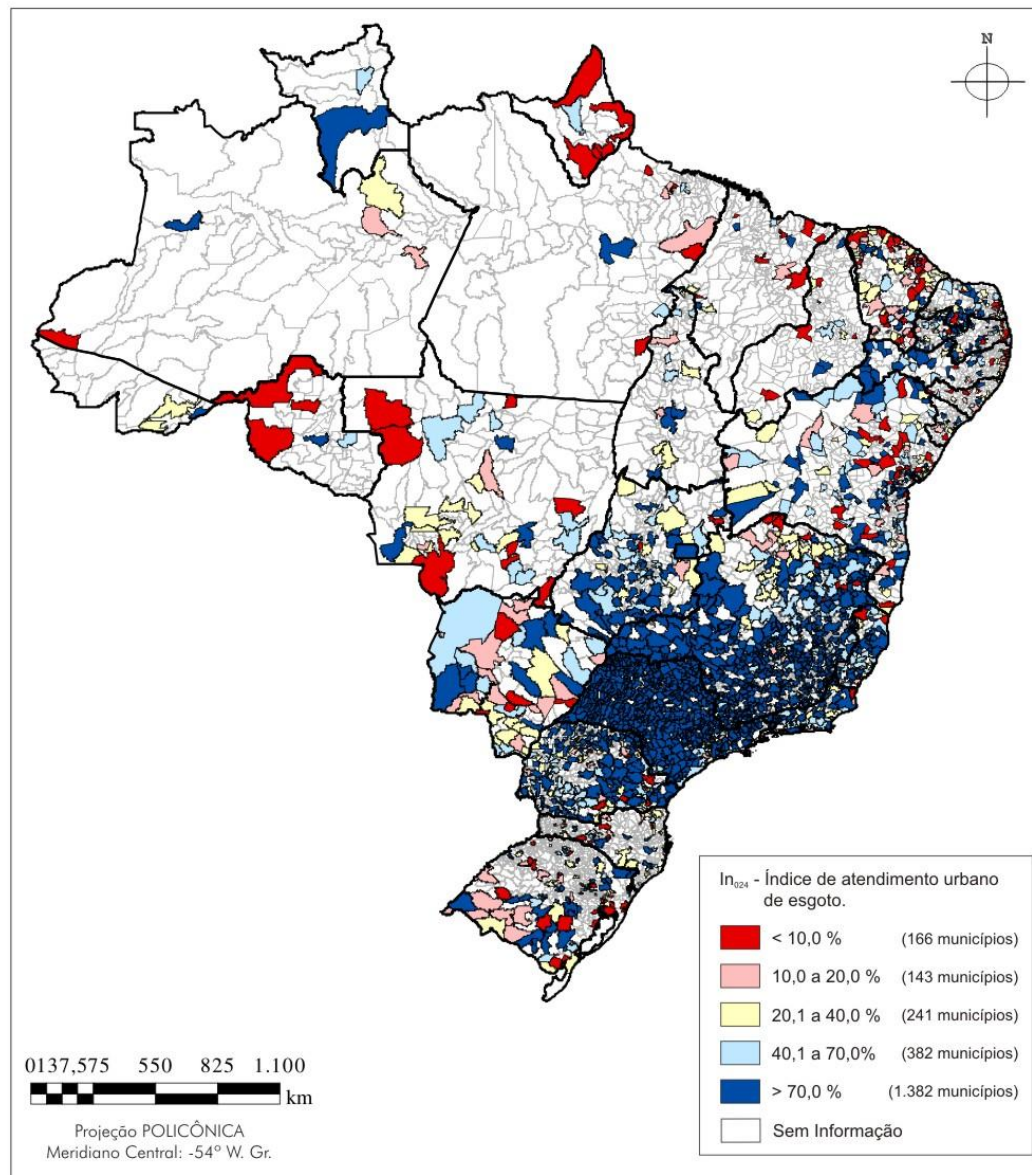 N
In024 - Índice de atendimento urbano
de esgoto.
< 10,0 % (166 municípios)
10,0 a 20,0 % (143 municípios)
20,1 a 40,0 % (241 municípios)
40,1 a 70,0% (382 municípios)
> 70,0 % (1.382 municípios)
Sem Informação
0137,575 550 825 1.100
km
Projeção POLICÔNICA
Meridiano Central: -54º W. Gr.